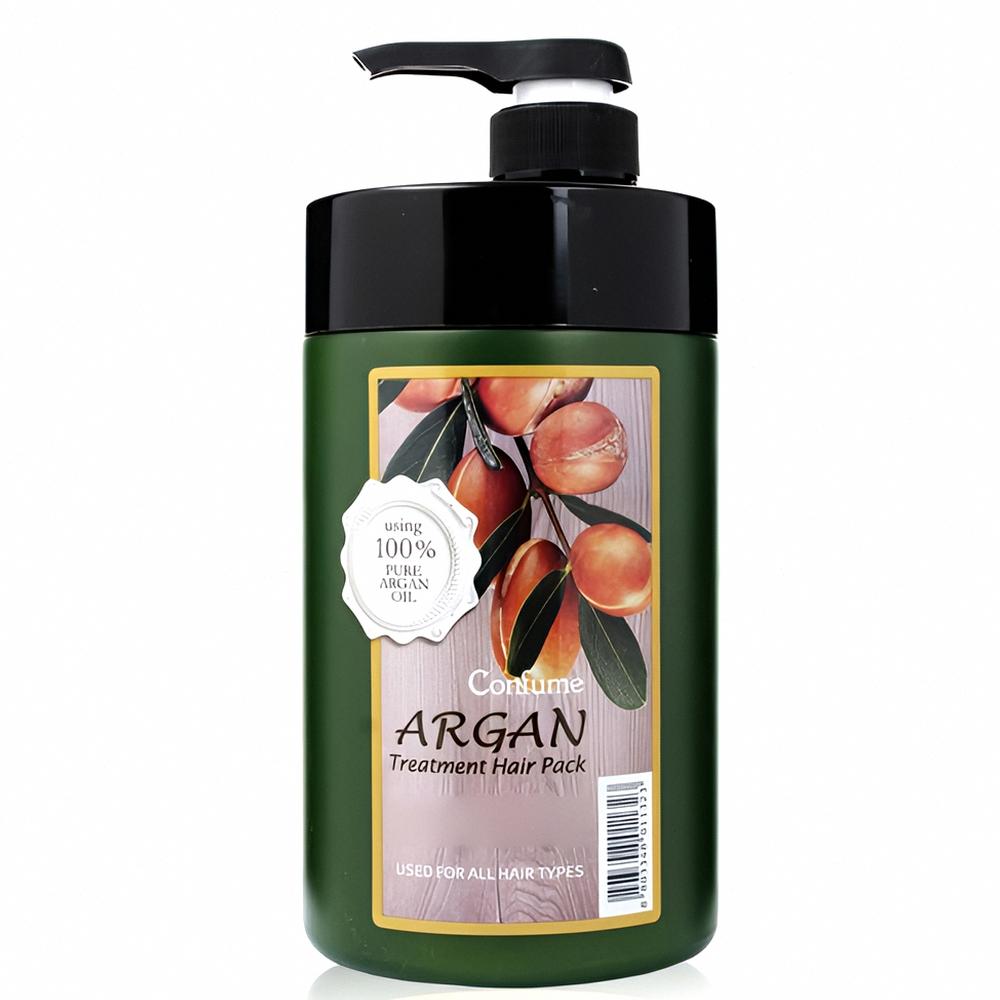 using
100%
PURE
ARGAN
OIL
Confume
ARGAN
Treatment Hair Pack
USED FOR ALL HAIR TYPES